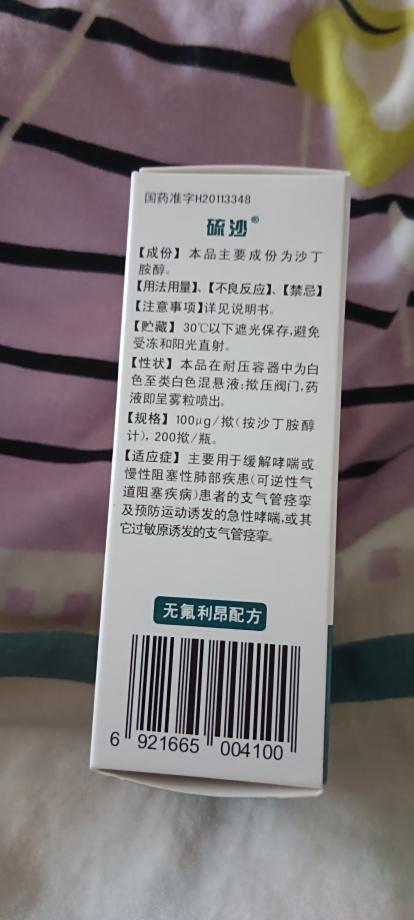 国药准字H20113348
硫沙®
【成份】本品主要成份为沙丁
胺醇。
【用法用量】、【不良反应】、【禁忌】
【注意事项】详见说明书。
【贮藏】30℃以下遮光保存,避免
受冻和阳光直射。
【性状】本品在耐压容器中为白
色至类白色混悬液;揿压阀门,药
液即呈雾粒喷出。
【规格】100μg/揿(按沙丁胺醇
计),200揿/瓶。
【适应症】主要用于缓解哮喘或
慢性阻塞性肺部疾患(可逆性气
道阻塞疾病)患者的支气管痉挛
及预防运动诱发的急性哮喘,或其
它过敏原诱发的支气管痉挛。
无氟利昂配方
6 921665 004100